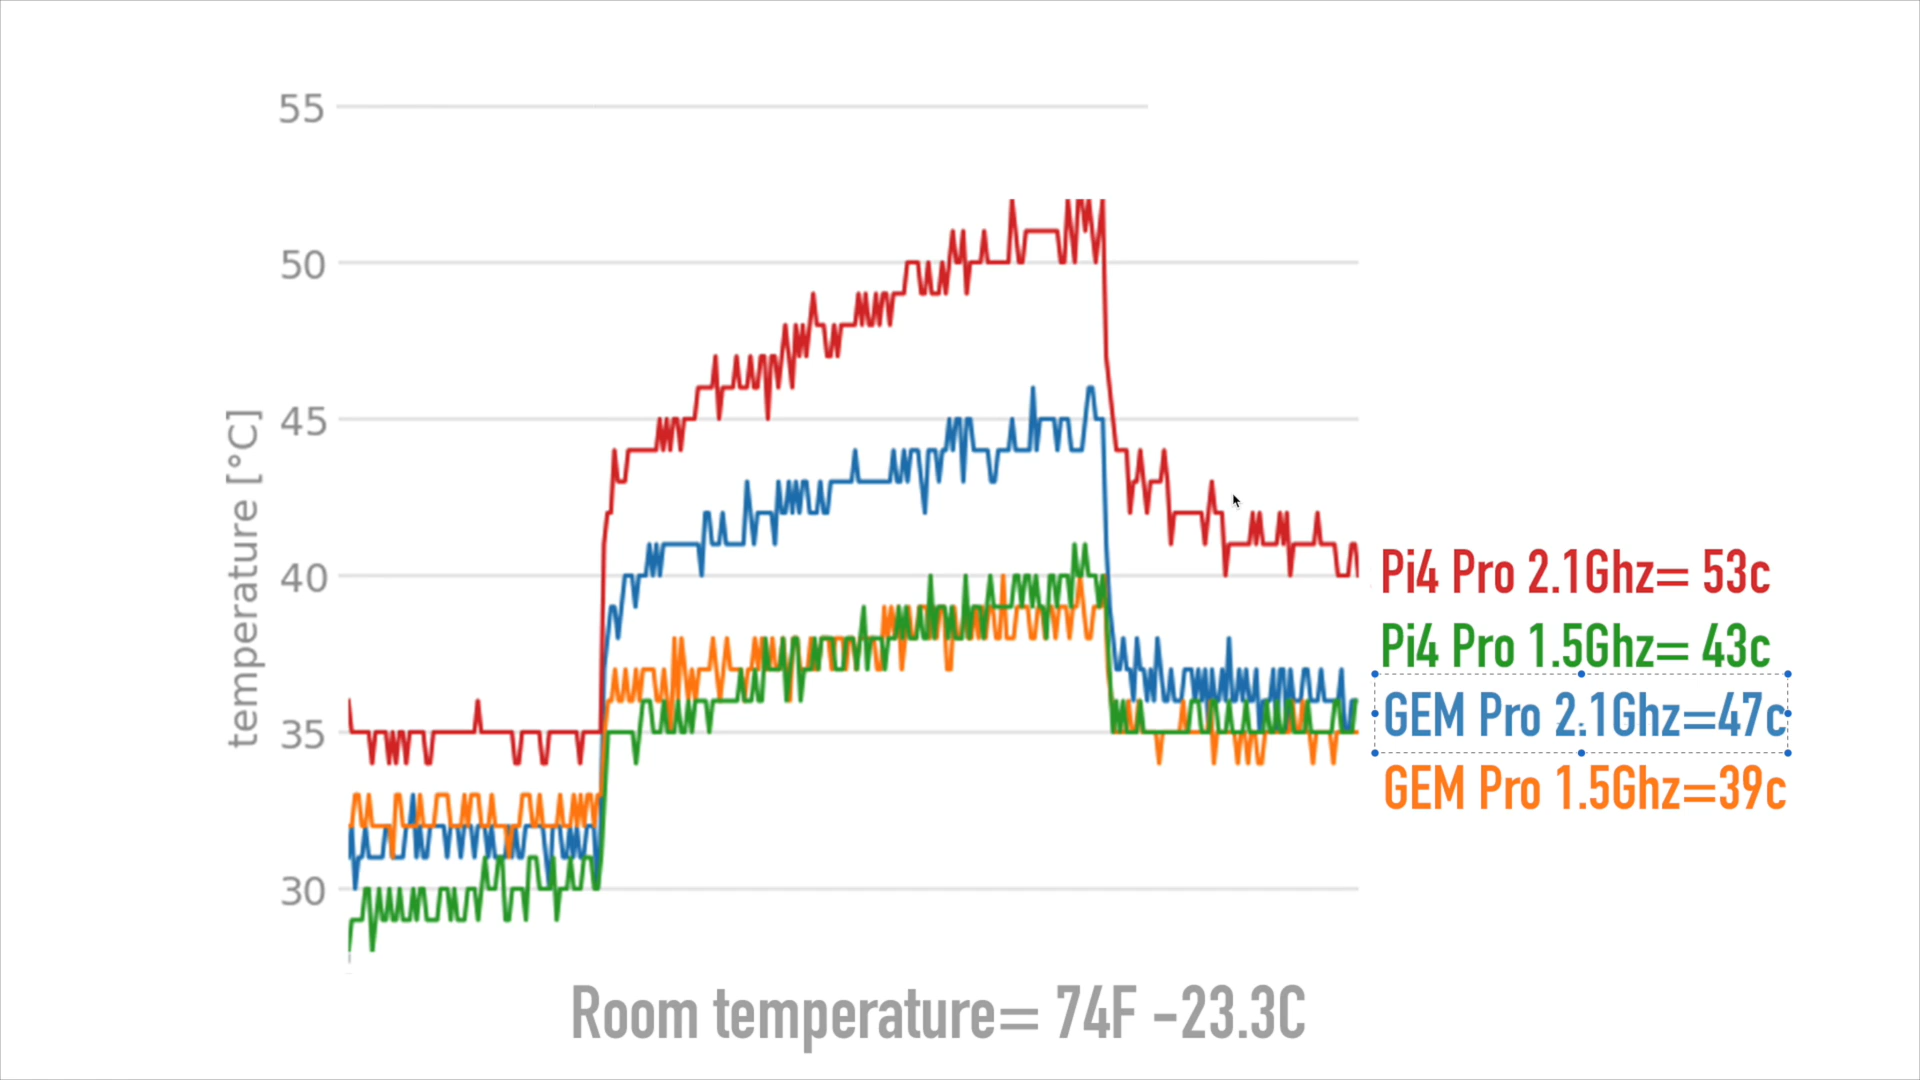 55
50
45
40
35
30
temperature [°C]
Pi4 Pro 2.1Ghz= 53c
Pi4 Pro 1.5Ghz= 43c
GEM Pro 2.1Ghz=47c
GEM Pro 1.5Ghz=39c
Room temperature= 74F -23.3C